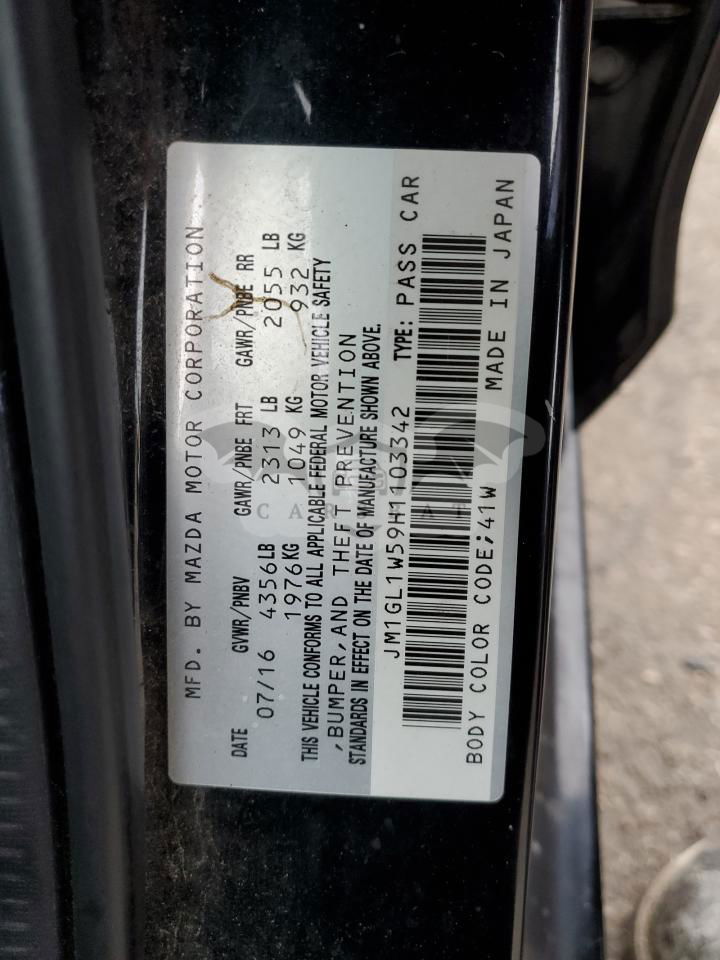 MFD. BY MAZDA MOTOR CORPORATION
DATE GVWR/PNBV GAWR/PNBE FRT GAWR/PNBE RR
07/16 4356LB 2313 LB 2055 LB
1976KG 1049 KG 932 KG
THIS VEHICLE CONFORMS TO ALL APPLICABLE FEDERAL MOTOR VEHICLE SAFETY
,BUMPER,AND THEFT PREVENTION
STANDARDS IN EFFECT ON THE DATE OF MANUFACTURE SHOWN ABOVE.
JM1GL1W59H1103342 TYPE: PASS CAR
BODY COLOR CODE;41W MADE IN JAPAN